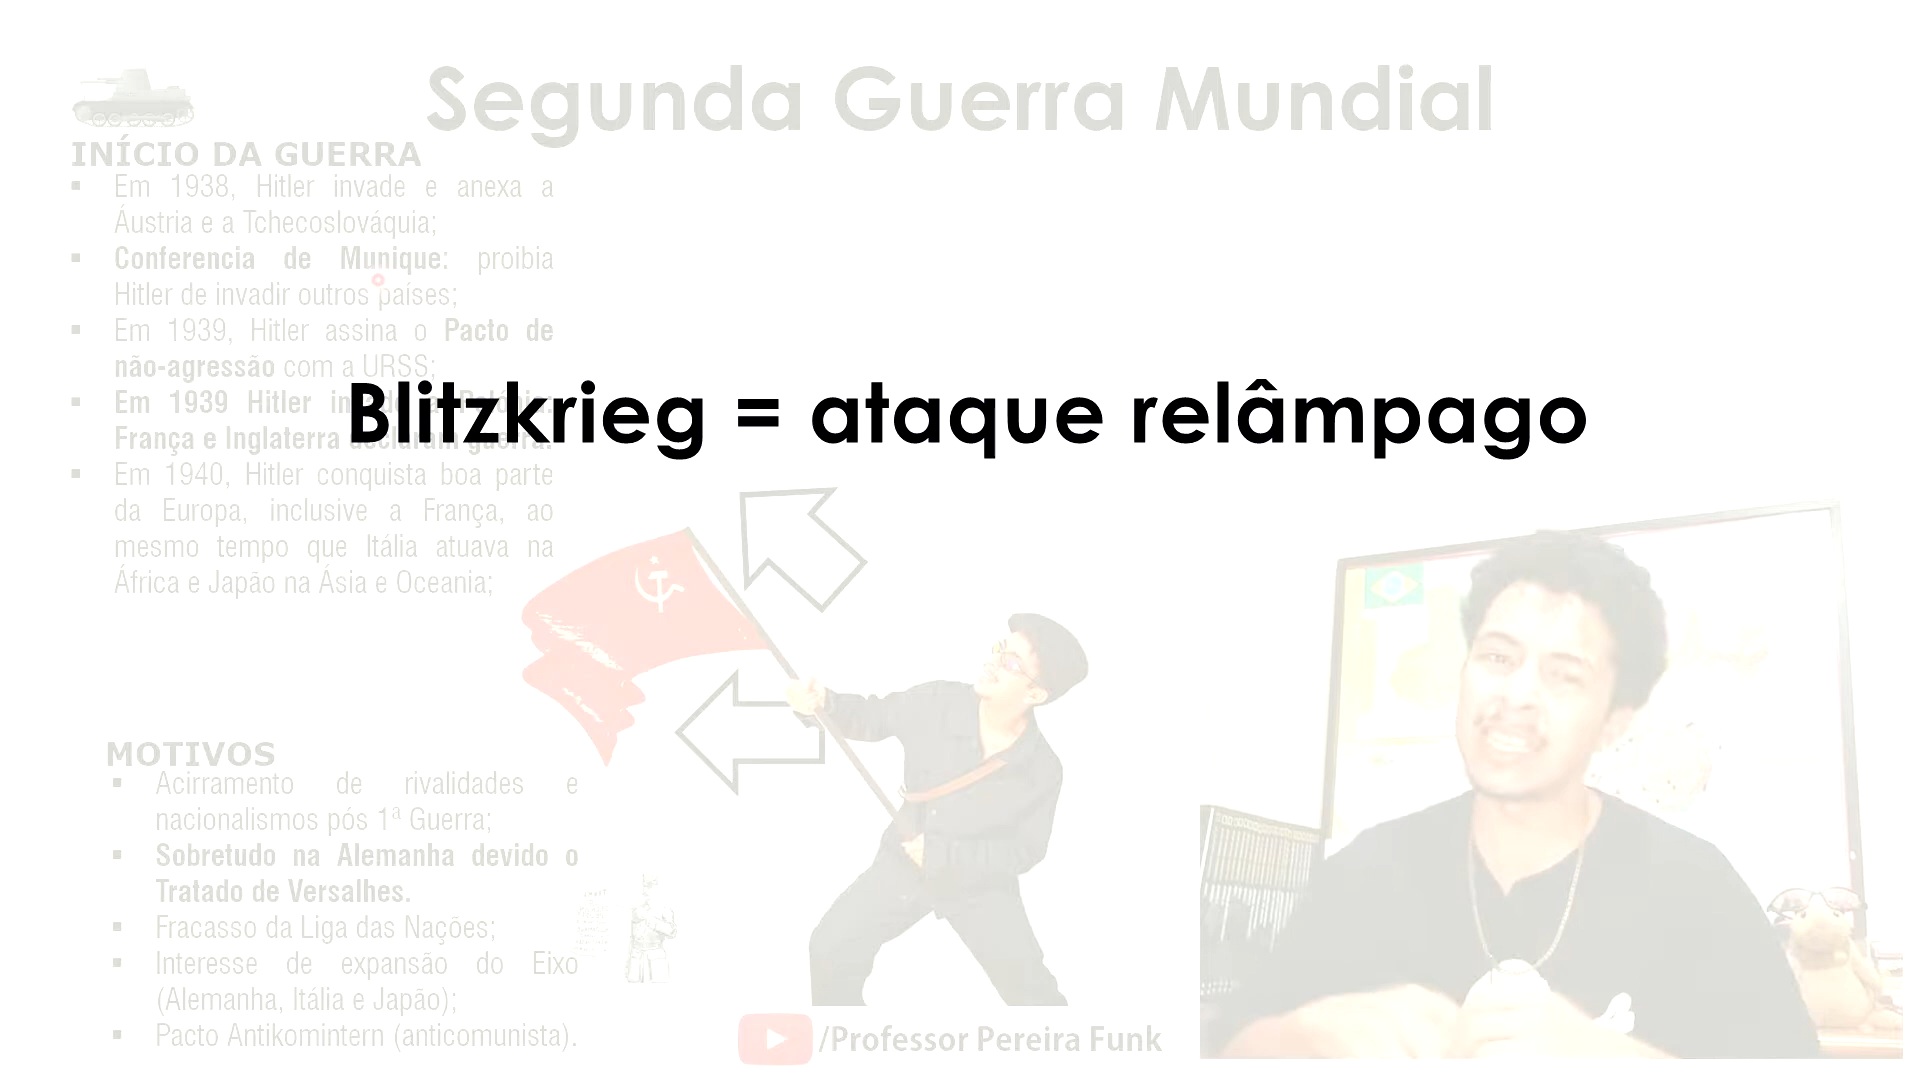 Segunda Guerra Mundial
INÍCIO DA GUERRA
▪ Em 1938, Hitler invade e anexa a
Áustria e a Tchecoslováquia;
▪ Conferencia de Munique: proibia
Hitler de invadir outros países;
▪ Em 1939, Hitler assina o Pacto de
não-agressão com a URSS;
▪ Em 1939 Hitler invade a Polônia:
França e Inglaterra declaram guerra.
Blitzkrieg = ataque relâmpago
▪ Em 1940, Hitler conquista boa parte
da Europa, inclusive a França, ao
mesmo tempo que Itália atuava na
África e Japão na Ásia e Oceania;
MOTIVOS
▪ Acirramento de rivalidades e
nacionalismos pós 1ª Guerra;
▪ Sobretudo na Alemanha devido o
Tratado de Versalhes.
▪ Fracasso da Liga das Nações;
▪ Interesse de expansão do Eixo
(Alemanha, Itália e Japão);
▪ Pacto Antikomintern (anticomunista).
/Professor Pereira Funk